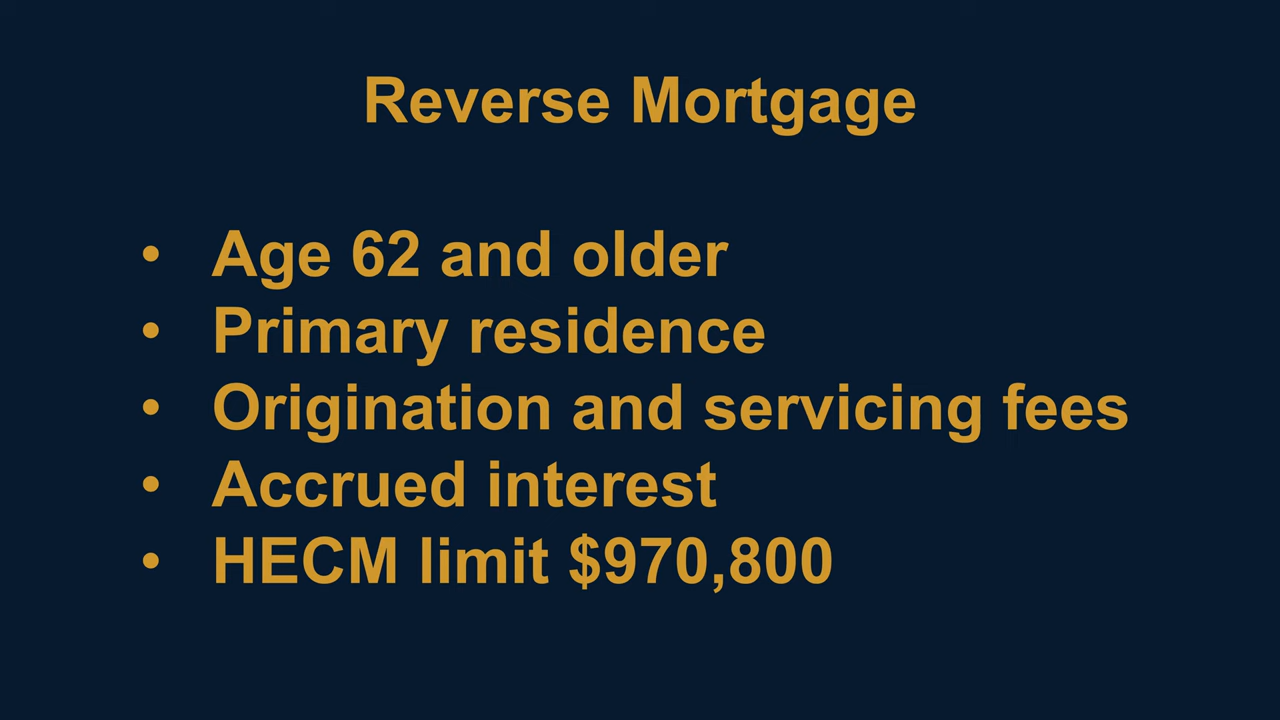 Reverse Mortgage
• Age 62 and older
• Primary residence
• Origination and servicing fees
• Accrued interest
• HECM limit $970,800